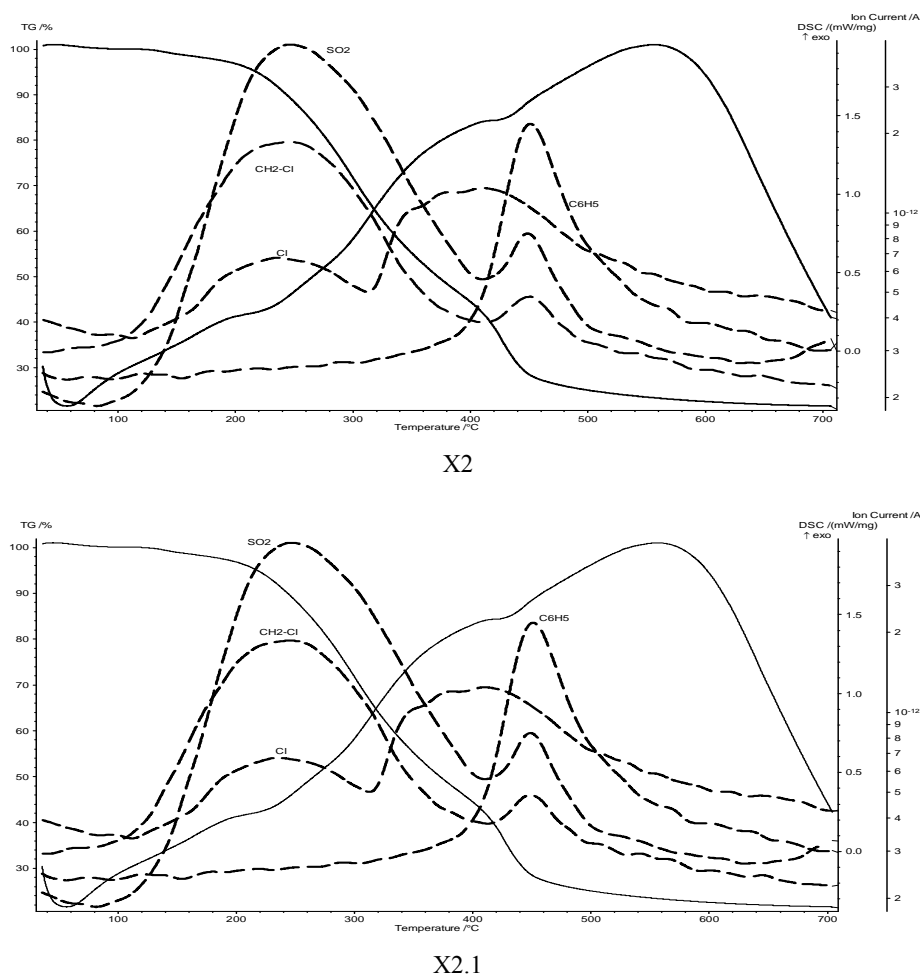 Ion Current /A
TG /%
DSC /(mW/mg)
↑ exo
100
90
80
70
60
50
40
30
SO2
CH2-Cl
Cl
C6H5
1.5
1.0
0.5
0.0
3
10-12
9
8
7
6
5
4
3
2
100
200
300
400
500
600
700
Temperature /°C
X2
Ion Current /A
TG /%
DSC /(mW/mg)
↑ exo
100
90
80
70
60
50
40
30
SO2
CH2-Cl
Cl
C6H5
1.5
1.0
0.5
0.0
3
2
10-12
9
8
7
6
5
4
3
2
100
200
300
400
500
600
700
Temperature /°C
X2.1